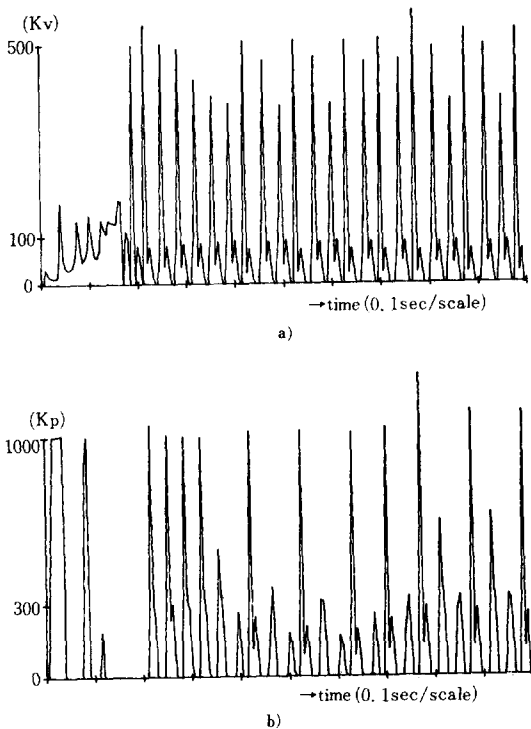 (Kv)
500
100
0
→time(0.1sec/scale)
a)
(Kp)
1000
300
0
→time(0.1sec/scale)
b)